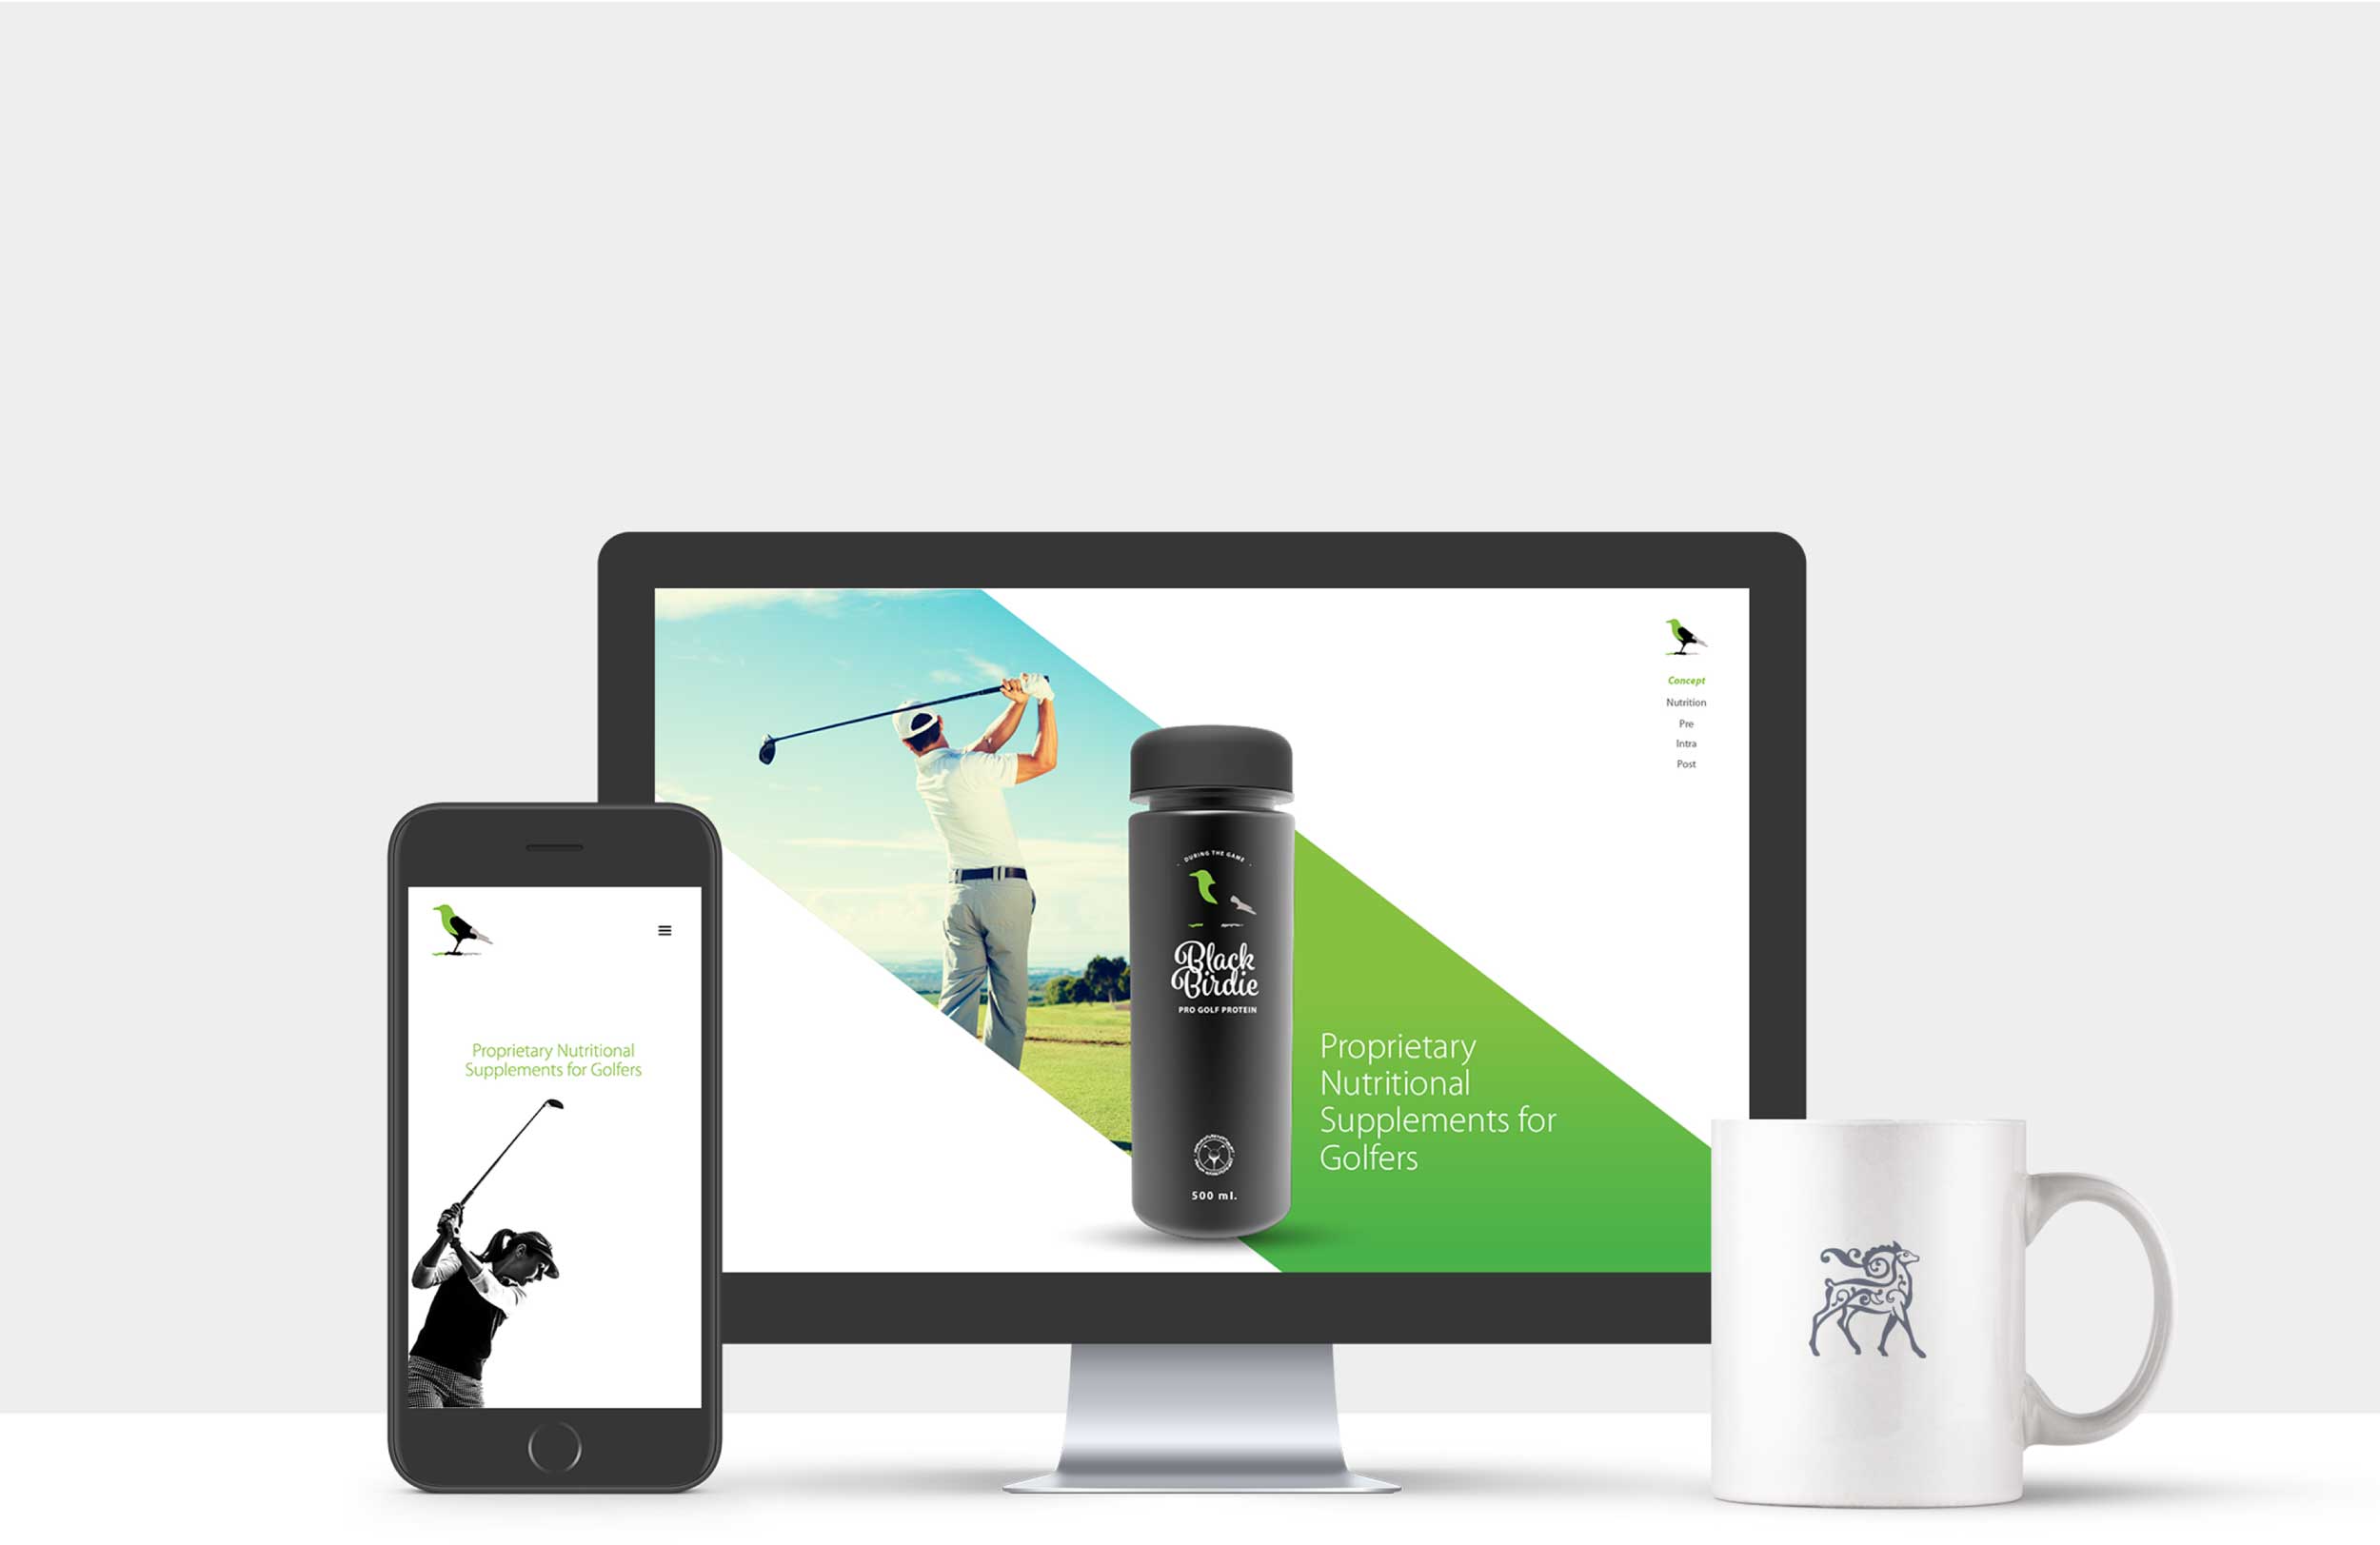 Concept
Nutrition
Pre
Intra
Post
DURING THE GAME
Black
Birdie
PRO GOLF PROTEIN
500 ml.
Proprietary
Nutritional
Supplements for
Golfers
Proprietary Nutritional
Supplements for Golfers